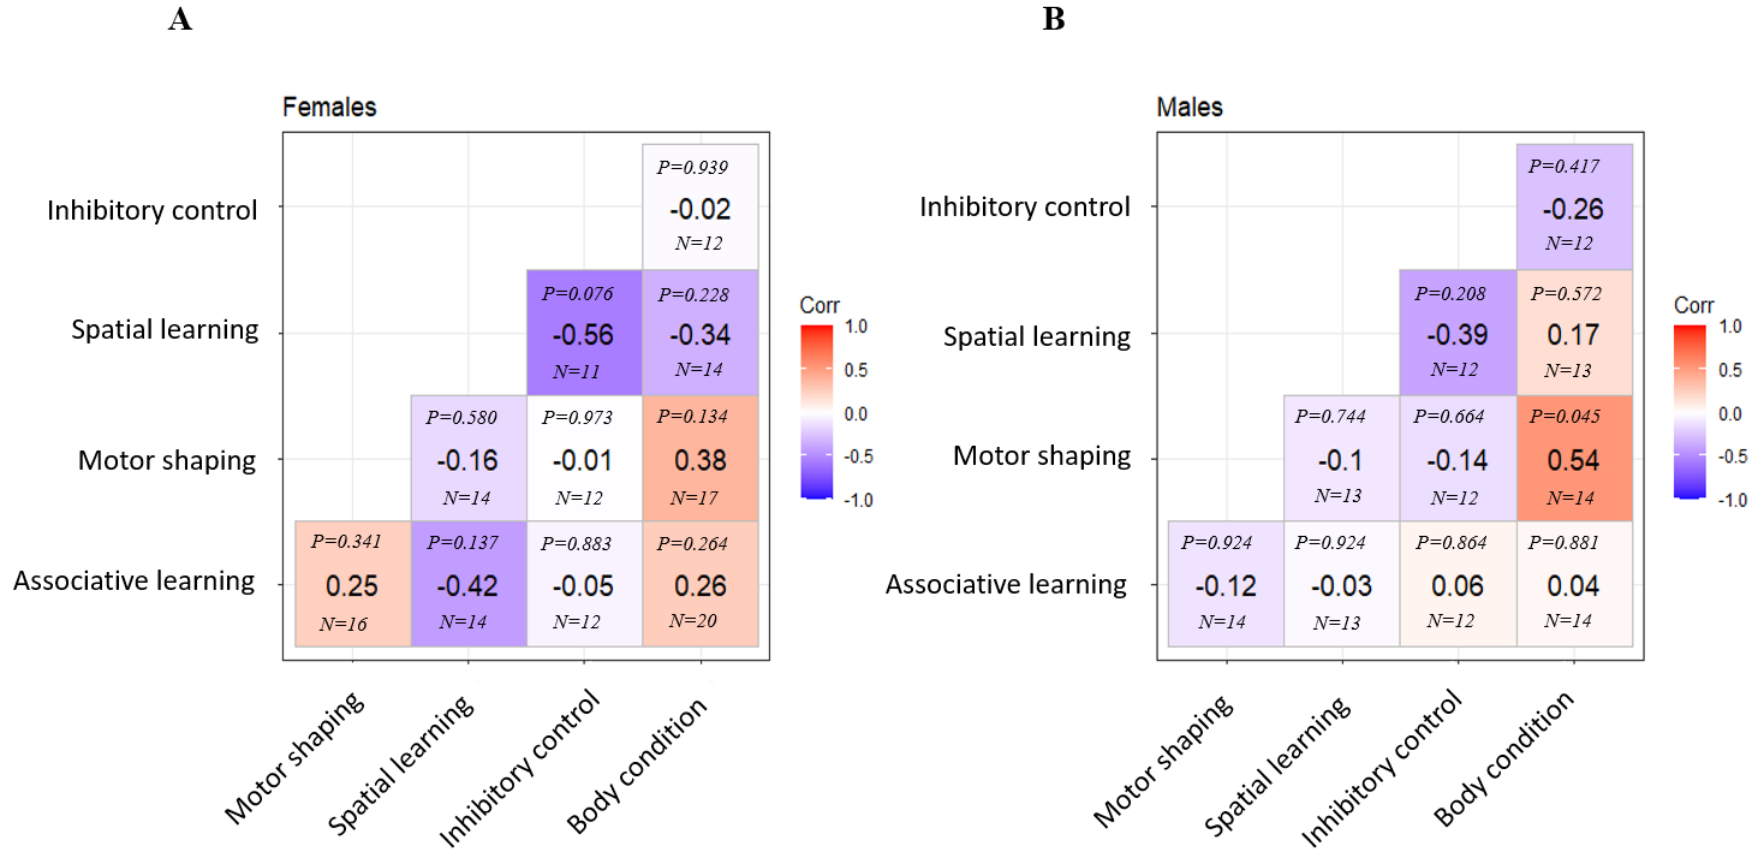 A
B
Females
Males
Inhibitory control
P=0.939
-0.02
N=12
Spatial learning
P=0.076
P=0.228
-0.56
-0.34
N=11
N=14
Motor shaping
P=0.580
P=0.973
P=0.134
-0.16
-0.01
0.38
N=14
N=12
N=17
Associative learning
P=0.341
P=0.137
P=0.883
P=0.264
0.25
-0.42
-0.05
0.26
N=16
N=14
N=12
N=20
Motor shaping
Spatial learning
Inhibitory control
Body condition
Corr
1.0
0.5
0.0
-0.5
-1.0
Inhibitory control
P=0.417
-0.26
N=12
Spatial learning
P=0.208
P=0.572
-0.39
0.17
N=12
N=13
Motor shaping
P=0.744
P=0.664
P=0.045
-0.1
-0.14
0.54
N=13
N=12
N=14
Associative learning
P=0.924
P=0.924
P=0.864
P=0.881
-0.12
-0.03
0.06
0.04
N=14
N=13
N=12
N=14
Motor shaping
Spatial learning
Inhibitory control
Body condition
Corr
1.0
0.5
0.0
-0.5
-1.0